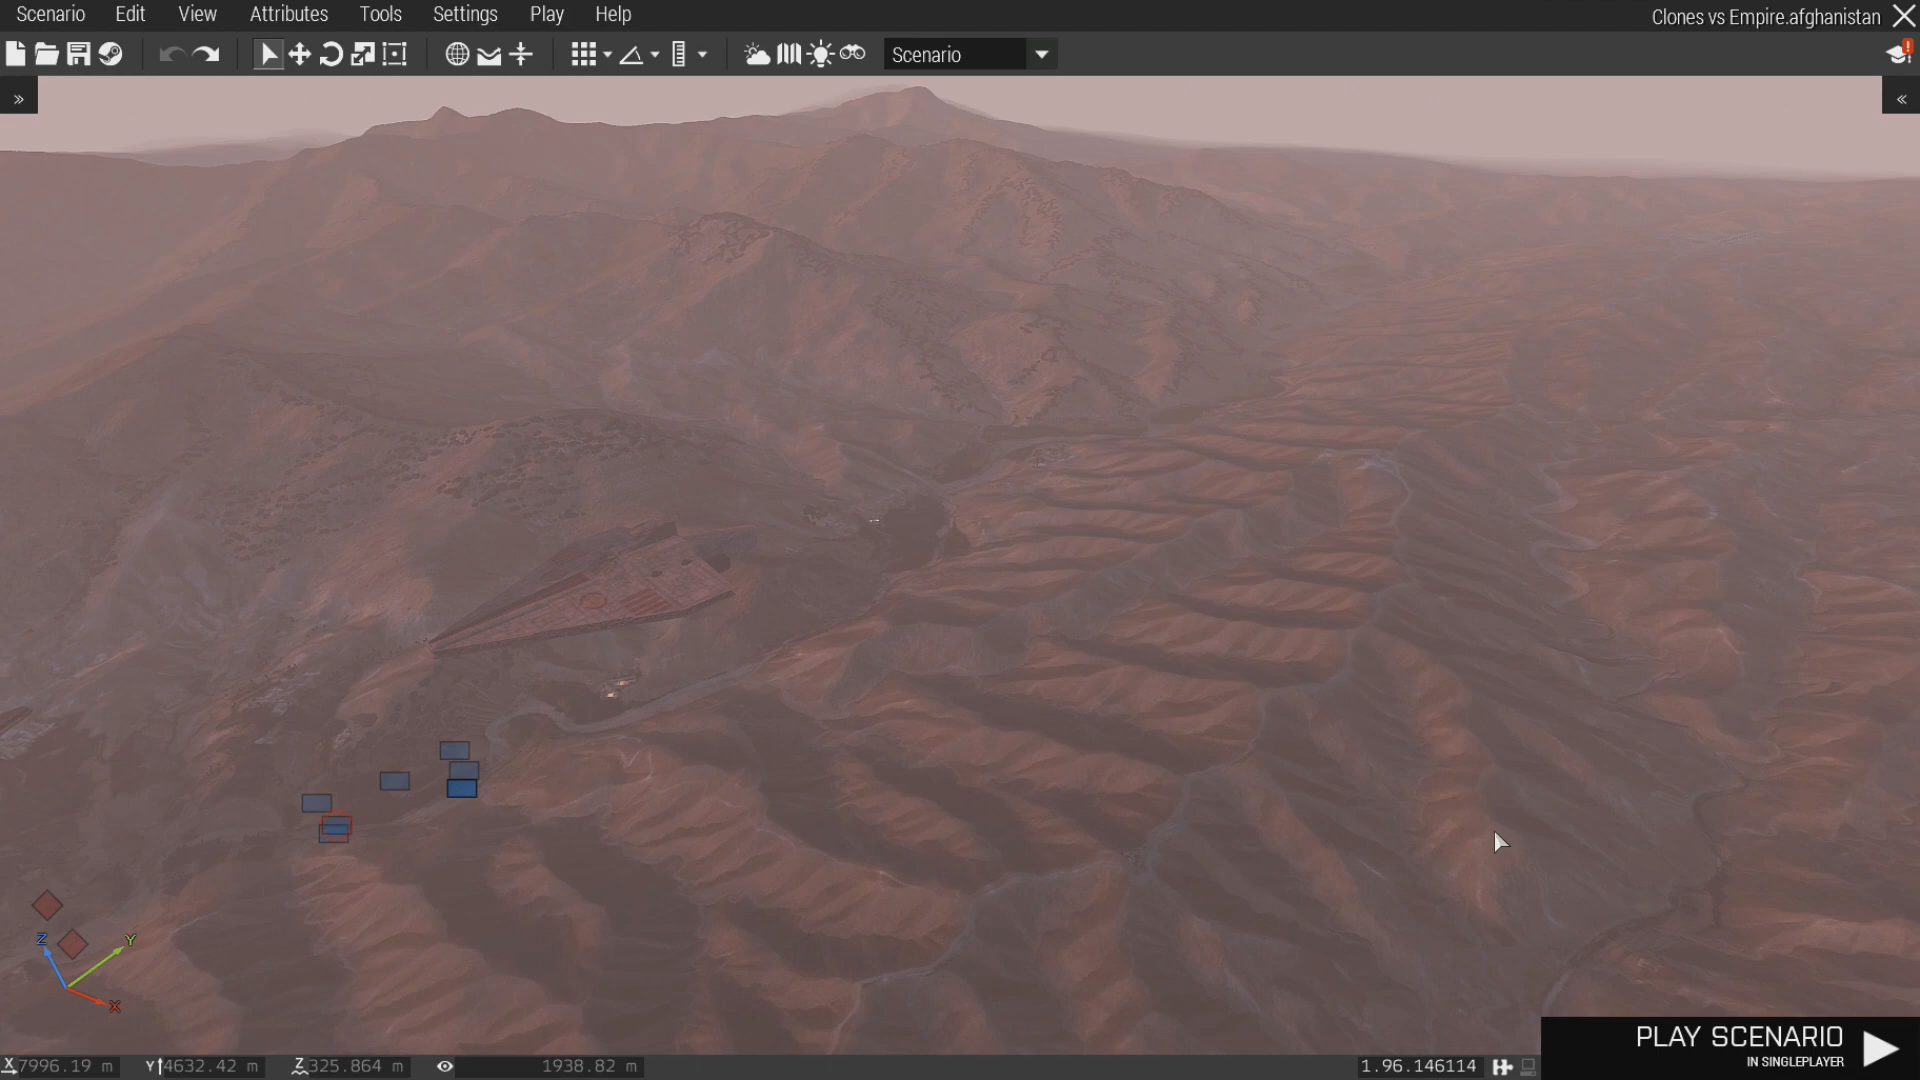 Scenario Edit View Attributes Tools Settings Play Help
Clones vs Empire.afghanistan
Scenario
Z Y X
X 7996.19 m Y 4632.42 m Z 325.864 m 1938.82 m
1.96.146114
PLAY SCENARIO
IN SINGLEPLAYER